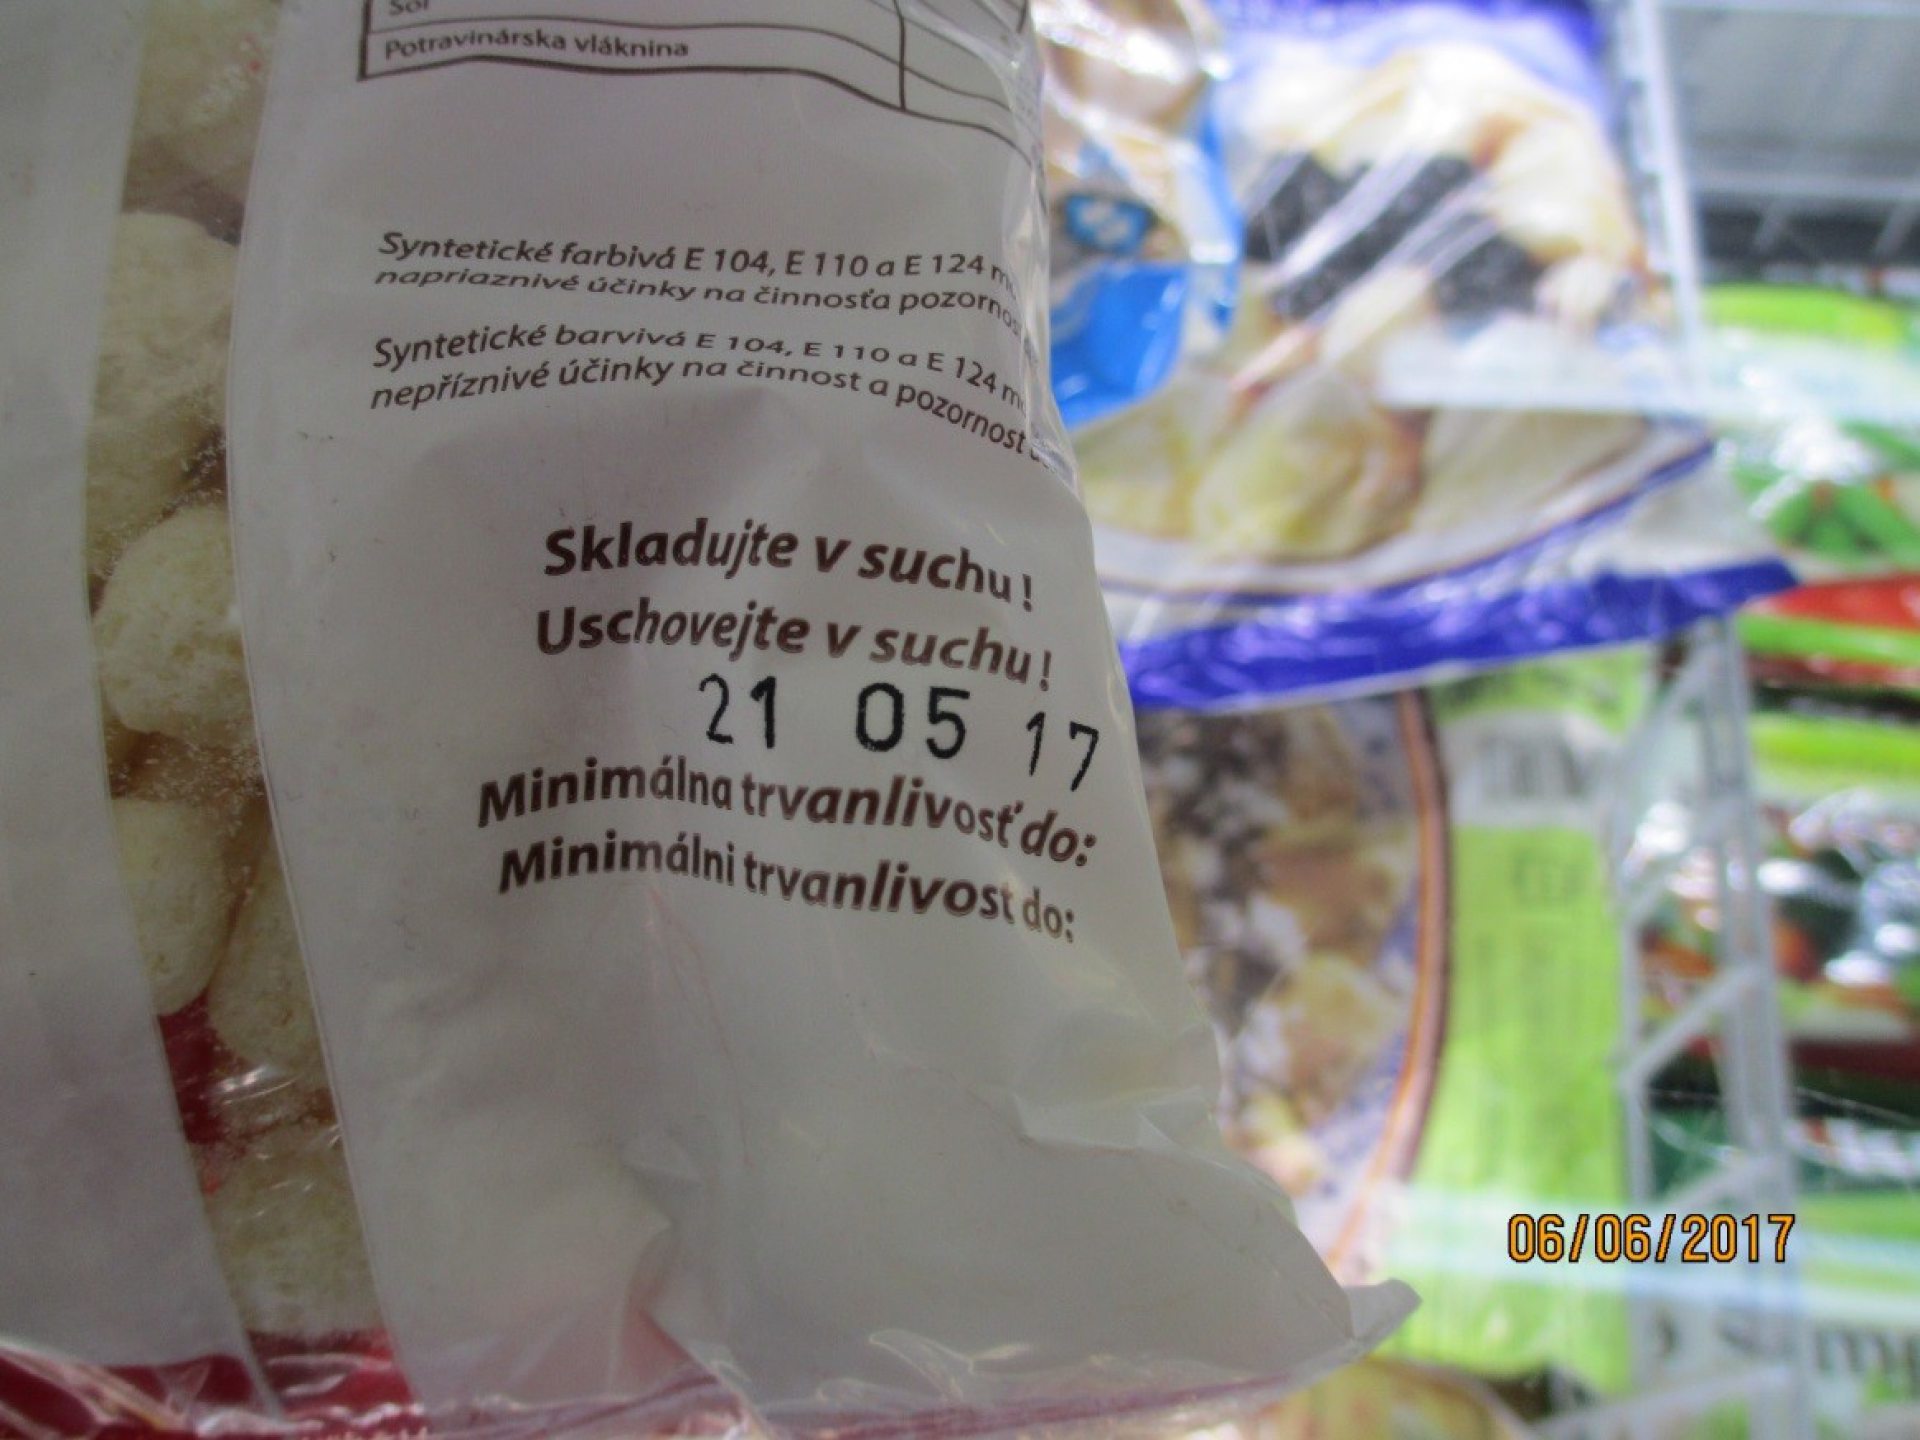 Soľ
Potravinárska vláknina
Syntetické farbivá E 104, E 110 a E 124
napriaznivé účinky na činnosťa
Syntetické barvivá E 104, E 110 a E 124
nepříznivé účinky na činnost a pozornost
Skladujte v suchu!
Uschovejte v suchu!
21 05 17
Minimálna trvanlivosť do:
Minimálni trvanlivost do:
06/06/2017